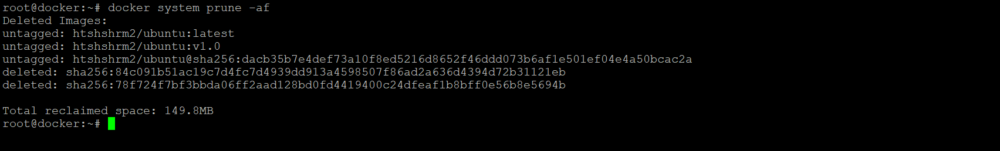 root@docker:~# docker system prune -af
Deleted Images:
untagged: htshshrm2/ubuntu:latest
untagged: htshshrm2/ubuntu:v1.0
untagged: htshshrm2/ubuntu@sha256:dacb35b7e4def73a10f8ed5216d8652f46ddd073b6af1e501ef04e4a50bcac2a
deleted: sha256:84c091b51ac19c7d4fc7d4939dd913a4598507f86ad2a636d4394d72b31121eb
deleted: sha256:78f724f7bf3bbda06ff2aad128bd0fd4419400c24dfeaf1b8bff0e56b8e5694b

Total reclaimed space: 149.8MB
root@docker:~#